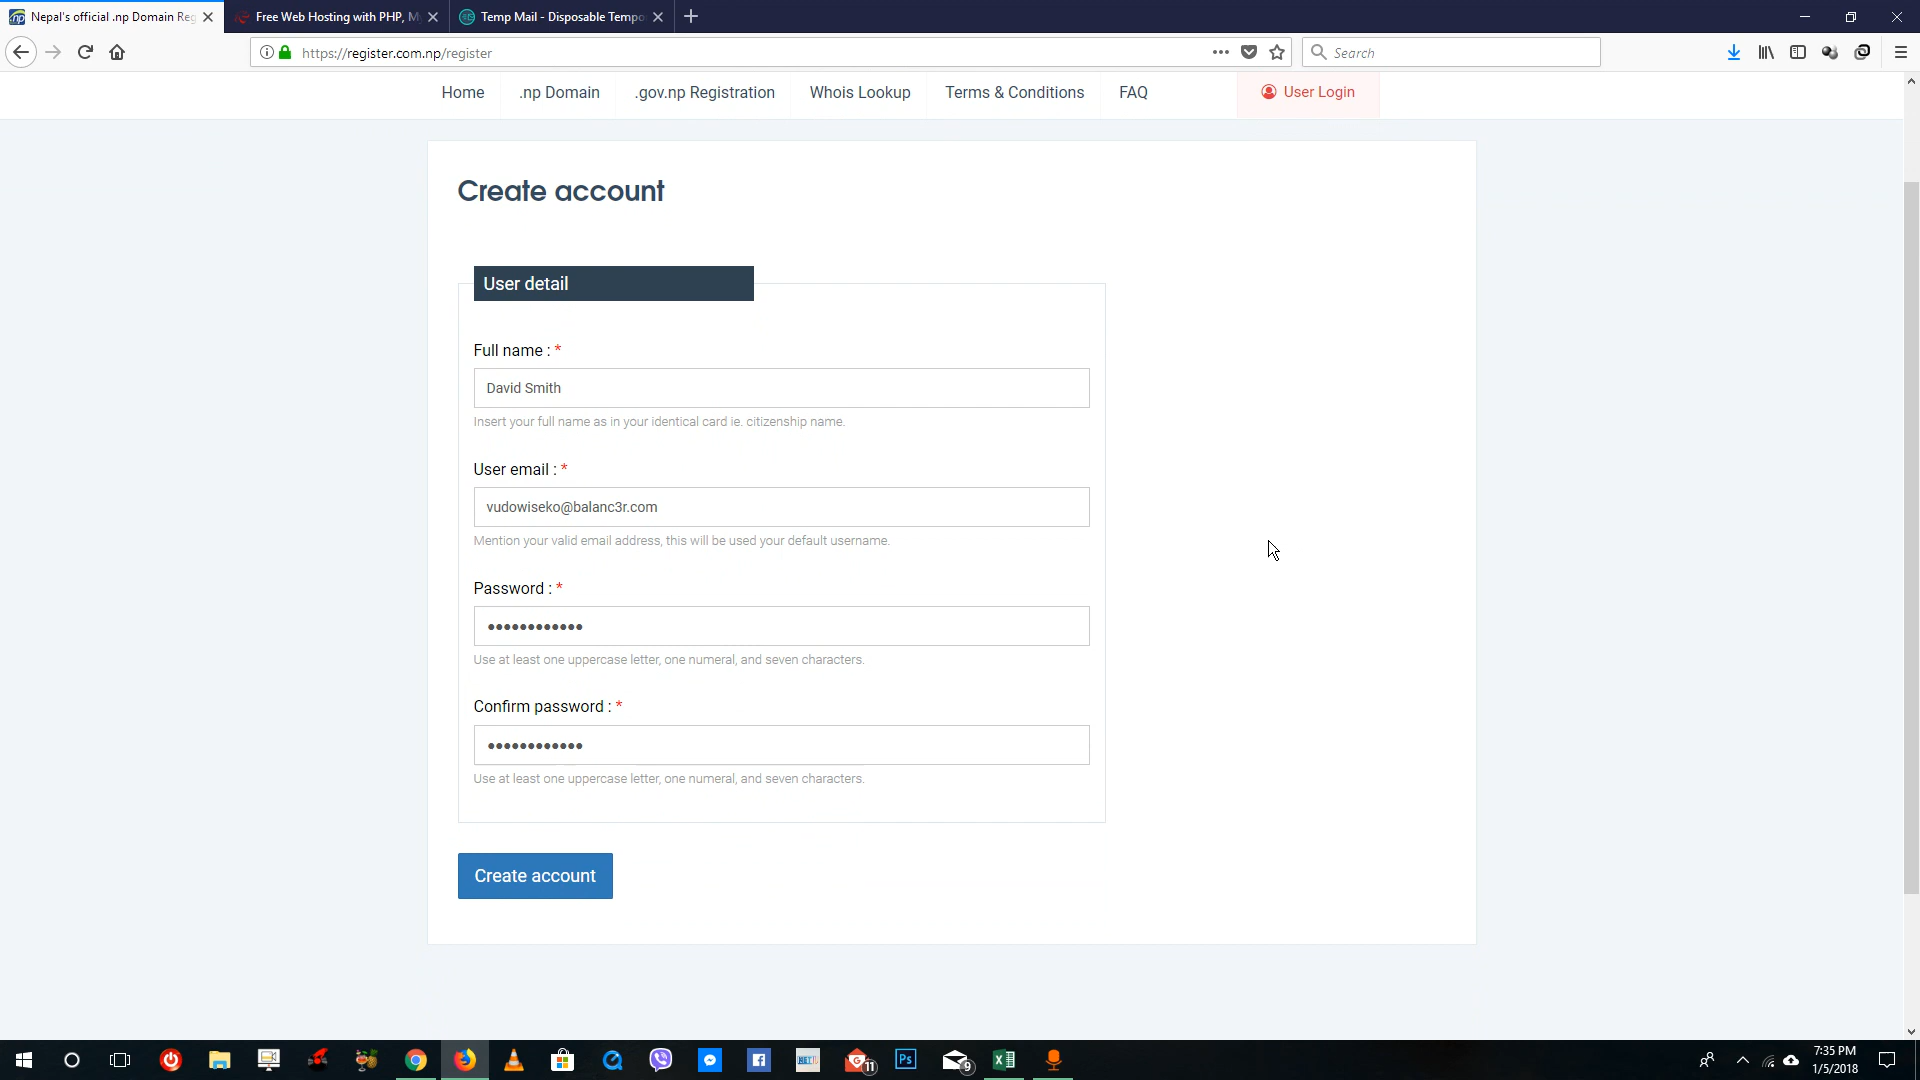 Nepal's official .np Domain Reg
Free Web Hosting with PHP, M
Temp Mail - Disposable Tempo
https://register.com.np/register
Search
Home
.np Domain
.gov.np Registration
Whois Lookup
Terms & Conditions
FAQ
User Login
Create account
User detail
Full name : *
David Smith
Insert your full name as in your identical card ie. citizenship name.
User email : *
vudowiseko@balanc3r.com
Mention your valid email address, this will be used your default username.
Password : *
Use at least one uppercase letter, one numeral, and seven characters.
Confirm password : *
Use at least one uppercase letter, one numeral, and seven characters.
Create account
11
Ps
9
7:35 PM
1/5/2018